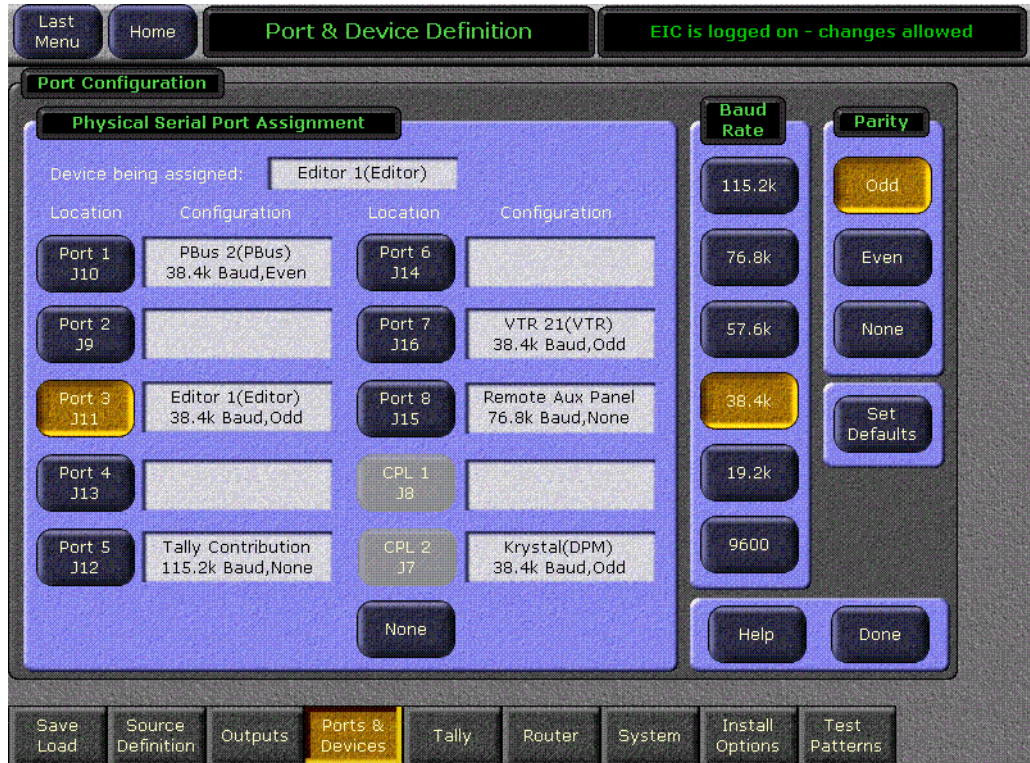 Last
Menu
Home
Port & Device Definition
EIC is logged on - changes allowed
Port Configuration
Physical Serial Port Assignment
Device being assigned:
Editor 1(Editor)
Location
Configuration
Location
Configuration
Port 1
J10
PBus 2(PBus)
38.4k Baud,Even
Port 6
J14
Port 2
J9
Port 7
J16
VTR 21(VTR)
38.4k Baud,Odd
Port 3
J11
Editor 1(Editor)
38.4k Baud,Odd
Port 8
J15
Remote Aux Panel
76.8k Baud,None
Port 4
J13
CPL 1
J8
Port 5
J12
Tally Contribution
115.2k Baud,None
CPL 2
J7
Krystal(DPM)
38.4k Baud,Odd
None
Baud
Rate
115.2k
76.8k
57.6k
38.4k
19.2k
9600
Parity
Odd
Even
None
Set
Defaults
Help
Done
Save
Load
Source
Definition
Outputs
Ports &
Devices
Tally
Router
System
Install
Options
Test
Patterns